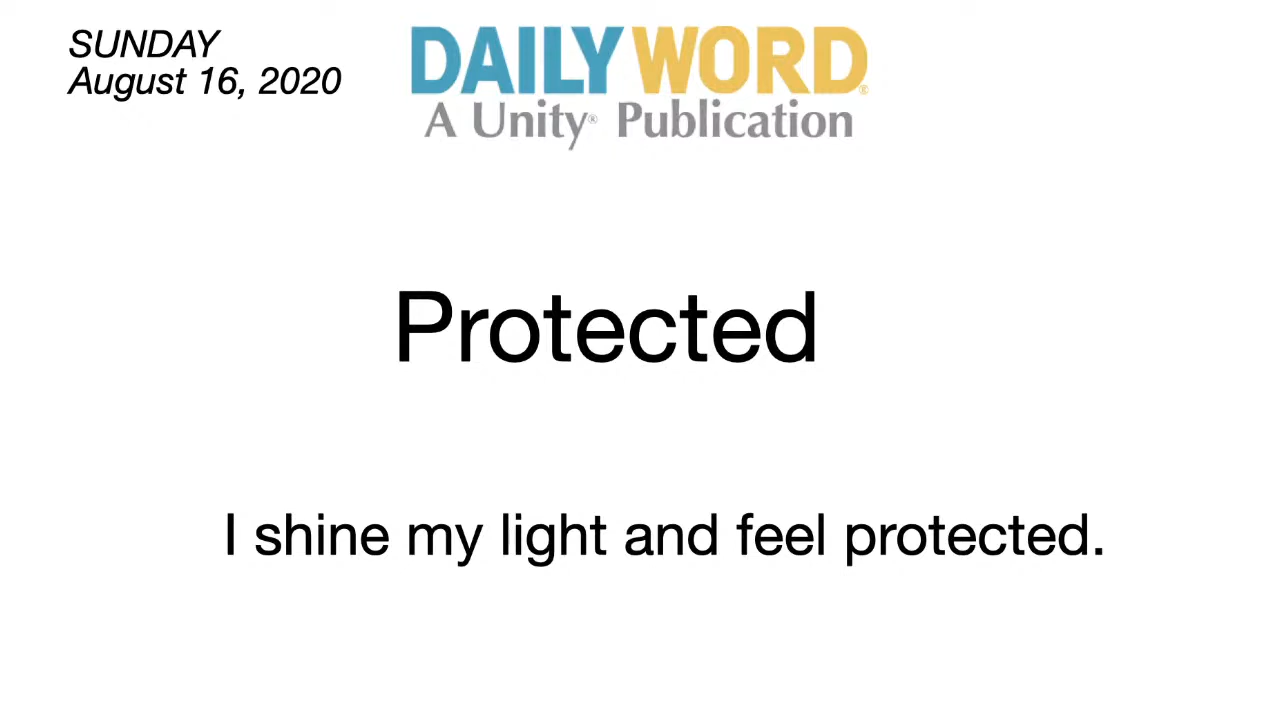 SUNDAY
August 16, 2020
DAILY WORD®
A Unity® Publication
Protected
I shine my light and feel protected.